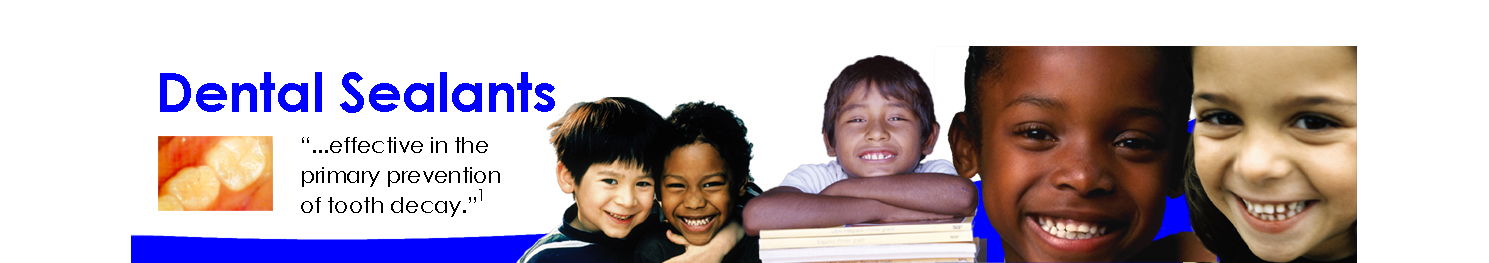 Dental Sealants
“...effective in the
primary prevention
of tooth decay.”1